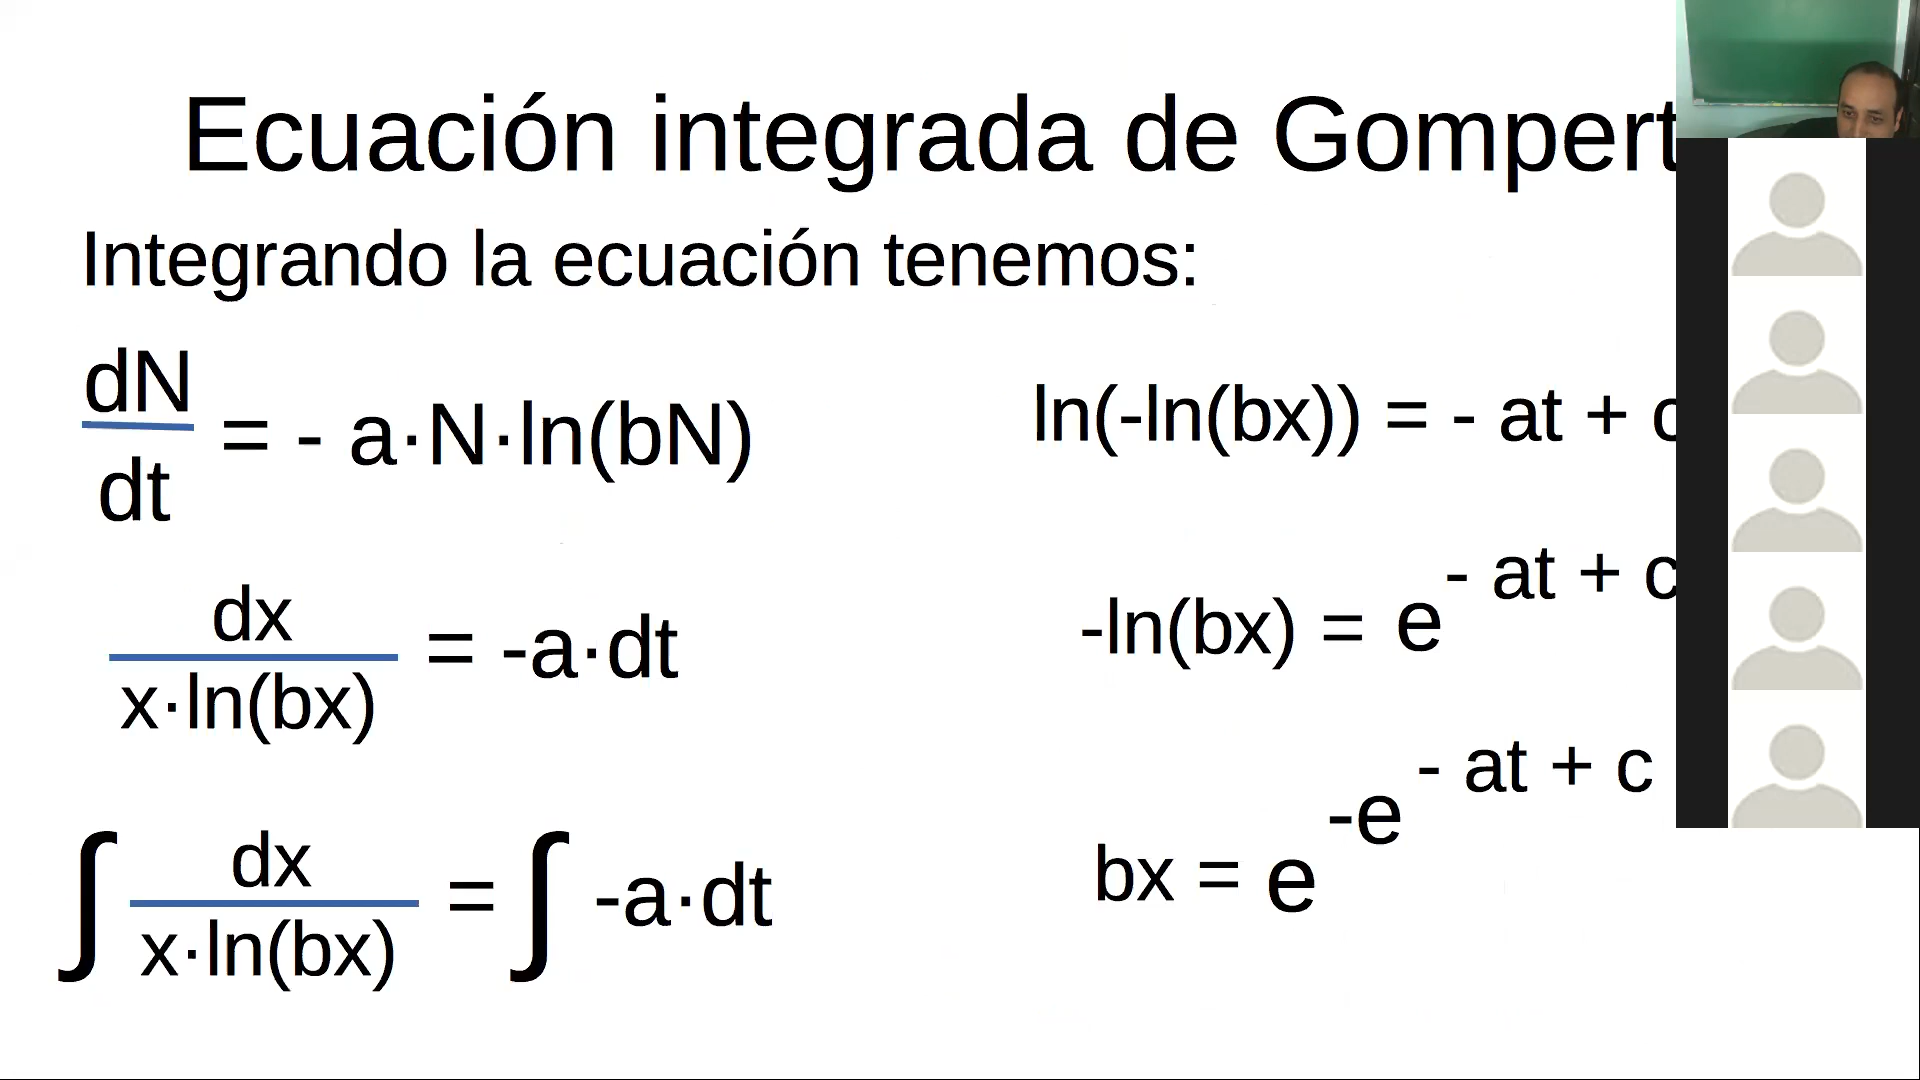 Ecuación integrada de Gompert
Integrando la ecuación tenemos:
dN
dt
= - a·N·ln(bN)
dx
x·ln(bx)
= -a·dt
∫ dx
x·ln(bx)
= ∫ -a·dt
ln(-ln(bx)) = - at + c
-ln(bx) = e^- at + c
bx = e^-e^- at + c